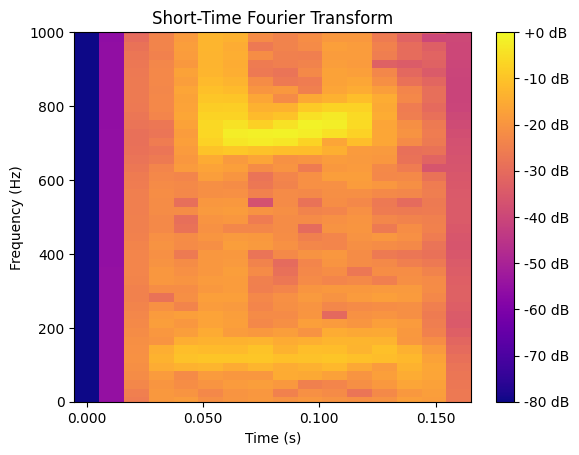 Short-Time Fourier Transform
1000
800
600
400
200
0
Frequency (Hz)
0.000
0.050
0.100
0.150
Time (s)
+0 dB
-10 dB
-20 dB
-30 dB
-40 dB
-50 dB
-60 dB
-70 dB
-80 dB